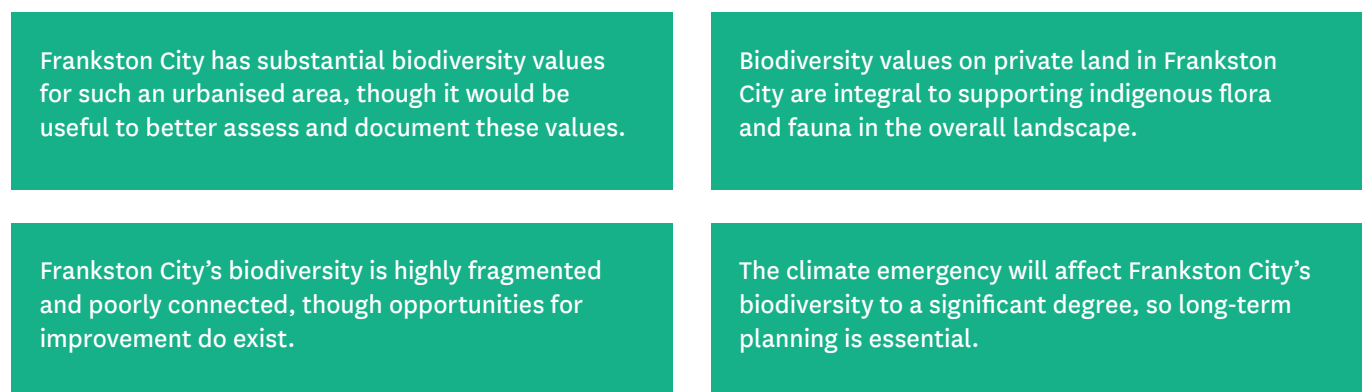 Frankston City has substantial biodiversity values
for such an urbanised area, though it would be
useful to better assess and document these values.
Biodiversity values on private land in Frankston
City are integral to supporting indigenous flora
and fauna in the overall landscape.
Frankston City’s biodiversity is highly fragmented
and poorly connected, though opportunities for
improvement do exist.
The climate emergency will affect Frankston City’s
biodiversity to a significant degree, so long-term
planning is essential.